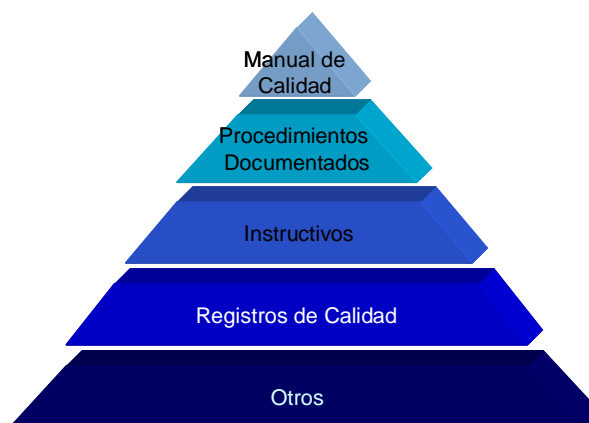 Manual de
Calidad
Procedimientos
Documentados
Instructivos
Registros de Calidad
Otros